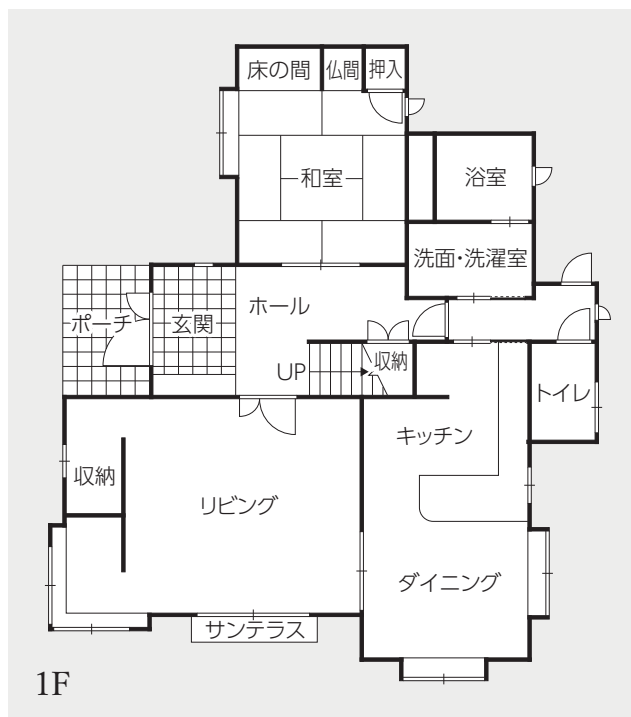 床の間
仏間
押入
和室
浴室
洗面・洗濯室
ホール
ポーチ
玄関
UP
収納
トイレ
キッチン
収納
リビング
ダイニング
サンテラス
1F